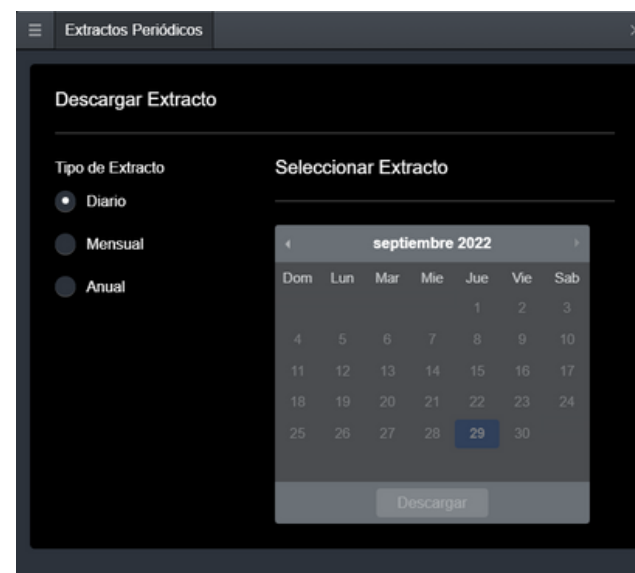 Extractos Periódicos
Descargar Extracto
Tipo de Extracto
Diario
Mensual
Anual
Seleccionar Extracto
septiembre 2022
Dom Lun Mar Mie Jue Vie Sab
1 2 3
4 5 6 7 8 9 10
11 12 13 14 15 16 17
18 19 20 21 22 23 24
25 26 27 28 29 30
Descargar